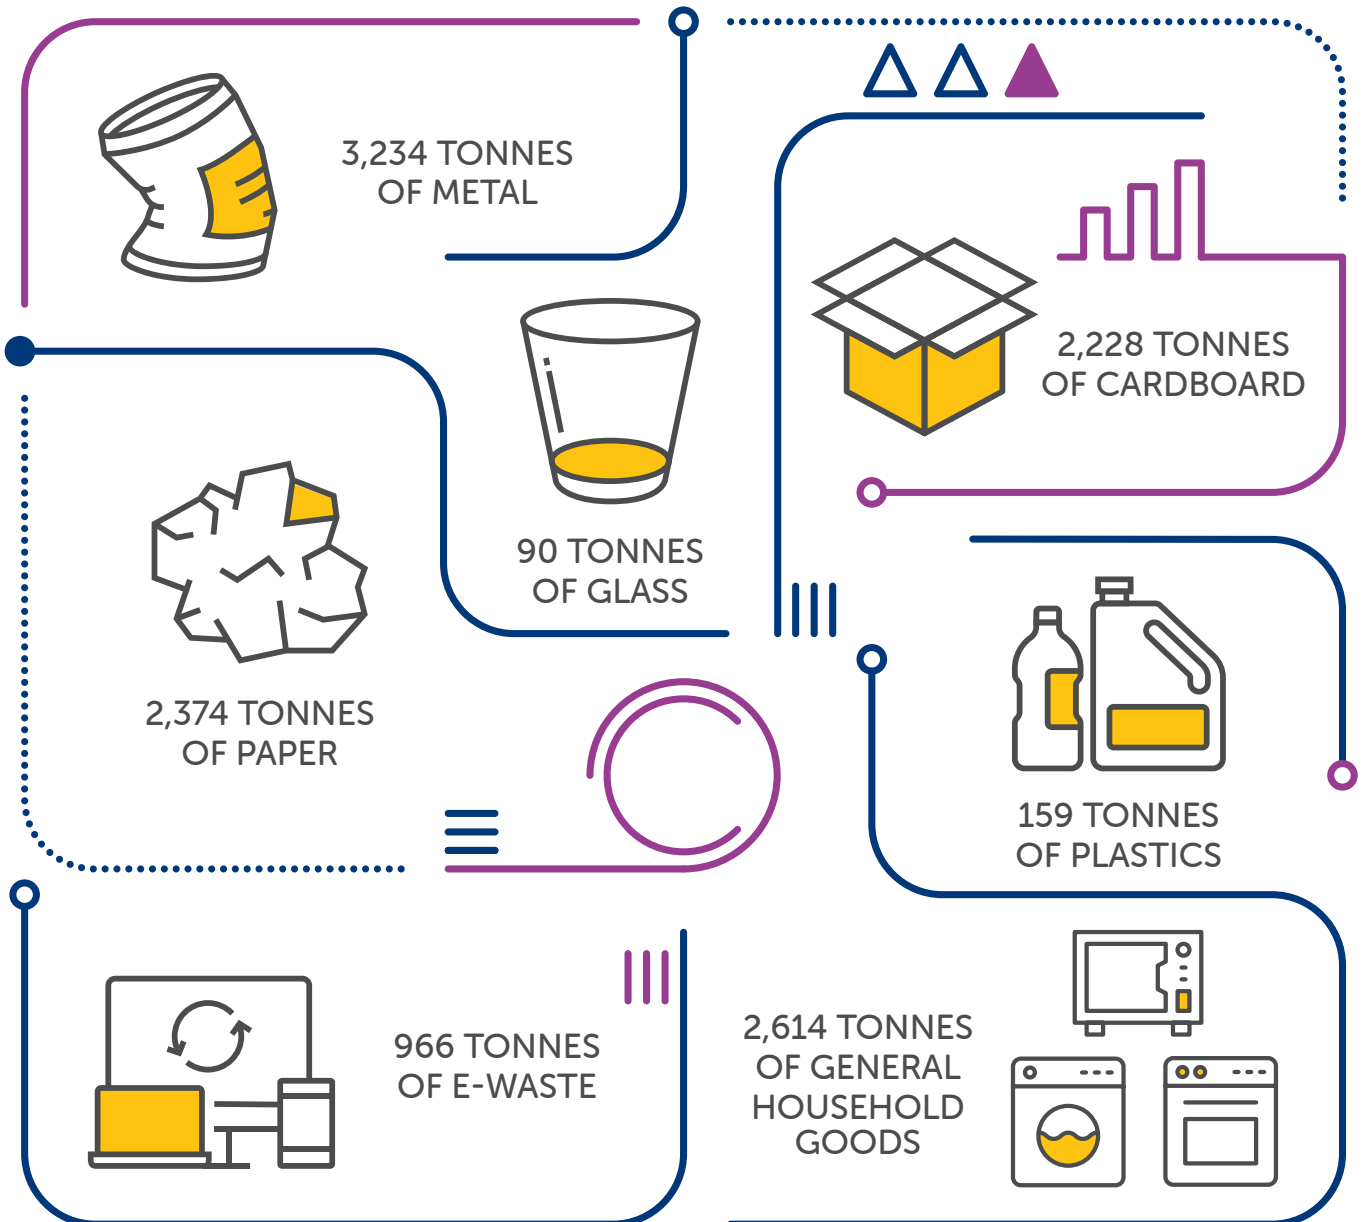 3,234 TONNES
OF METAL
2,228 TONNES
OF CARDBOARD
90 TONNES
OF GLASS
2,374 TONNES
OF PAPER
159 TONNES
OF PLASTICS
966 TONNES
OF E-WASTE
2,614 TONNES
OF GENERAL
HOUSEHOLD
GOODS